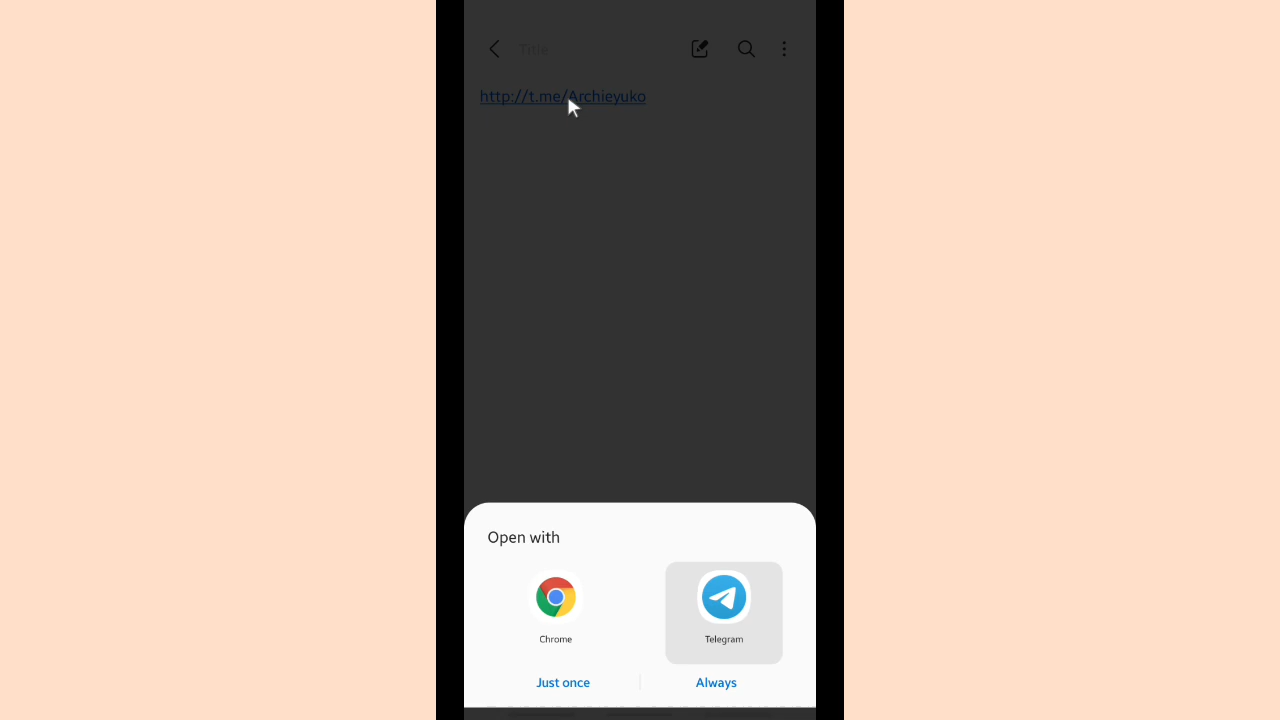 Title
http://t.me/Archieyuko
Open with
Chrome
Telegram
Just once
Always